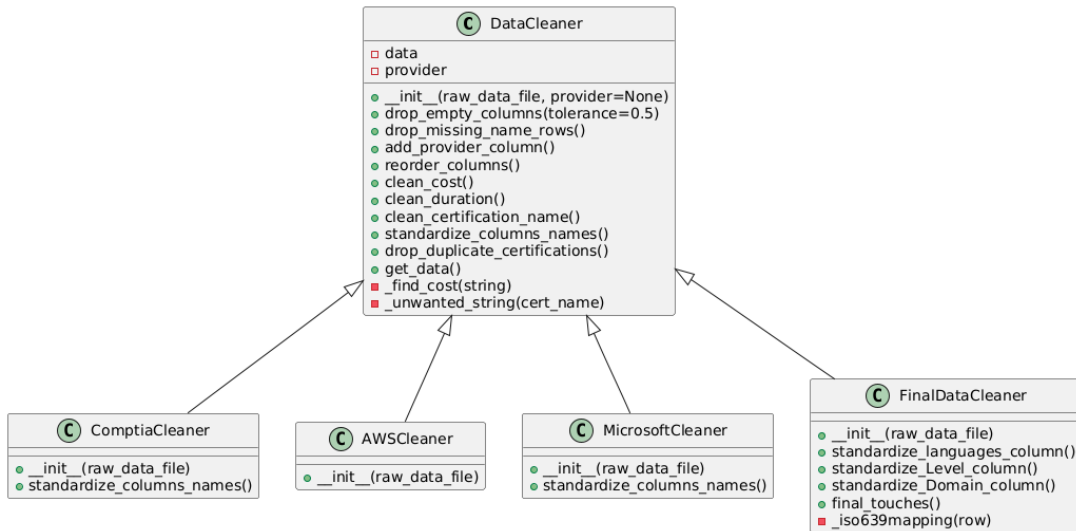 C DataCleaner
data
provider
__init__(raw_data_file, provider=None)
drop_empty_columns(tolerance=0.5)
drop_missing_name_rows()
add_provider_column()
reorder_columns()
clean_cost()
clean_duration()
clean_certification_name()
standardize_columns_names()
drop_duplicate_certifications()
get_data()
_find_cost(string)
_unwanted_string(cert_name)
C ComptiaCleaner
__init__(raw_data_file)
standardize_columns_names()
C AWSCleaner
__init__(raw_data_file)
C MicrosoftCleaner
__init__(raw_data_file)
standardize_columns_names()
C FinalDataCleaner
__init__(raw_data_file)
standardize_languages_column()
standardize_Level_column()
standardize_Domain_column()
final_touches()
_iso639mapping(row)